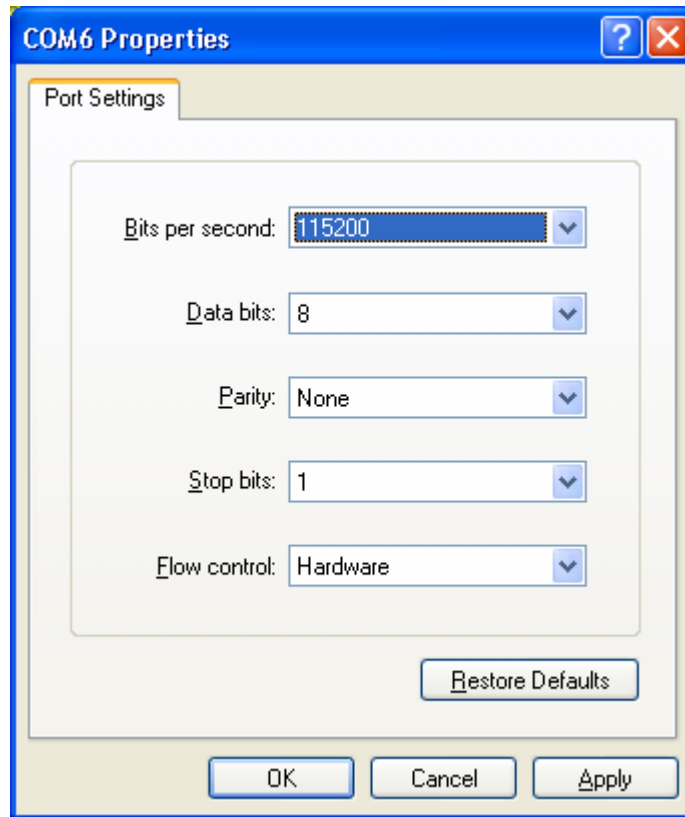 COM6 Properties
Port Settings
Bits per second: 115200
Data bits: 8
Parity: None
Stop bits: 1
Flow control: Hardware
Restore Defaults
OK Cancel Apply